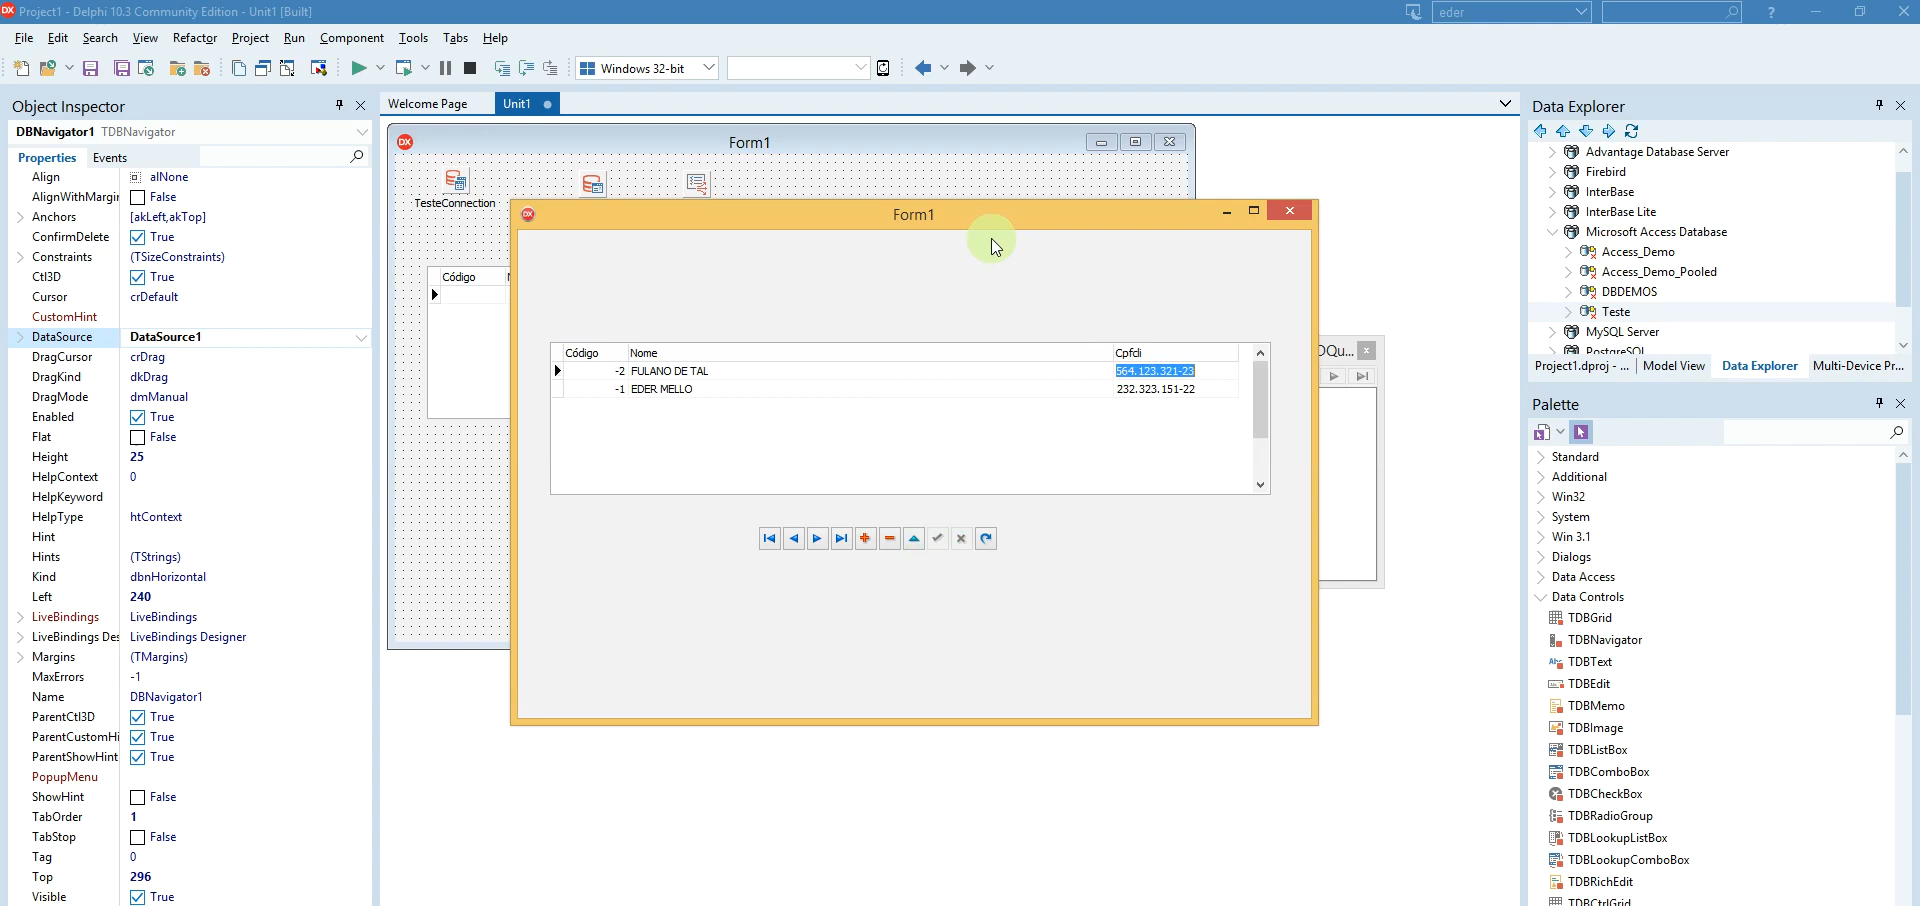 DX Project1 - Delphi 10.3 Community Edition - Unit1 [Built]
eder
?
File Edit Search View Refactor Project Run Component Tools Tabs Help
Windows 32-bit
Object Inspector
DBNavigator1 TDBNavigator
Properties Events
Align alNone
AlignWithMargi False
Anchors [akLeft,akTop]
ConfirmDelete True
Constraints (TSizeConstraints)
Ctl3D True
Cursor crDefault
CustomHint
DataSource DataSource1
DragCursor crDrag
DragKind dkDrag
DragMode dmManual
Enabled True
Flat False
Height 25
HelpContext 0
HelpKeyword
HelpType htContext
Hint
Hints (TStrings)
Kind dbnHorizontal
Left 240
LiveBindings LiveBindings
LiveBindings Des LiveBindings Designer
Margins (TMargins)
MaxErrors -1
Name DBNavigator1
ParentCtl3D True
ParentCustomHi True
ParentShowHint True
PopupMenu
ShowHint False
TabOrder 1
TabStop False
Tag 0
Top 296
Visible True
Welcome Page Unit1
DX Form1
TesteConnection
Código
DX Form1
Código Nome Cpfcli
-2 FULANO DE TAL 564.123.321-23
-1 EDER MELLO 232.323.151-22
DQu...
Data Explorer
Advantage Database Server
Firebird
InterBase
InterBase Lite
Microsoft Access Database
Access_Demo
Access_Demo_Pooled
DBDEMOS
Teste
MySQL Server
PostgreSQL
Project1.dproj - ... Model View Data Explorer Multi-Device Pr...
Palette
Standard
Additional
Win32
System
Win 3.1
Dialogs
Data Access
Data Controls
TDBGrid
TDBNavigator
TDBText
TDBEdit
TDBMemo
TDBImage
TDBListBox
TDBComboBox
TDBCheckBox
TDBRadioGroup
TDBLookupListBox
TDBLookupComboBox
TDBRichEdit
TDBCtrlGrid